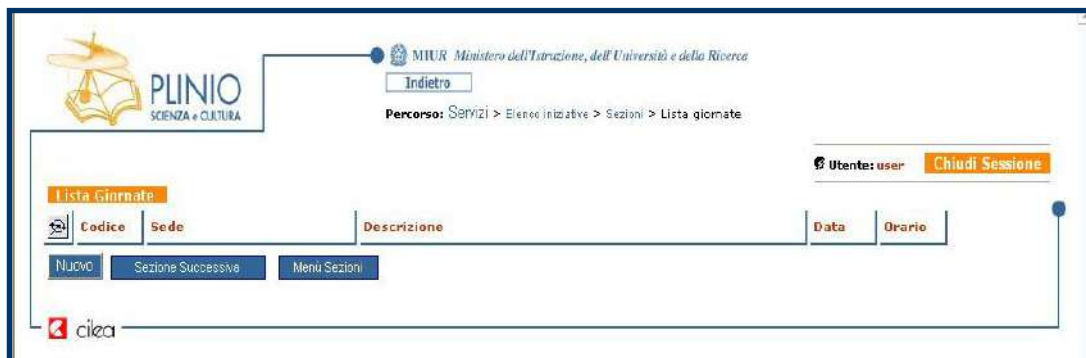 MIUR Ministero dell'Istruzione, dell'Università e della Ricerca
PLINIO
SCIENZA e CULTURA
Indietro
Percorso: Servizi > Elenco iniziative > Sezioni > Lista giornate
Utente: user Chiudi Sessione
Lista Giornate
Codice Sede Descrizione Data Orario
Nuovo Sezione Successiva Menù Sezioni
cilea